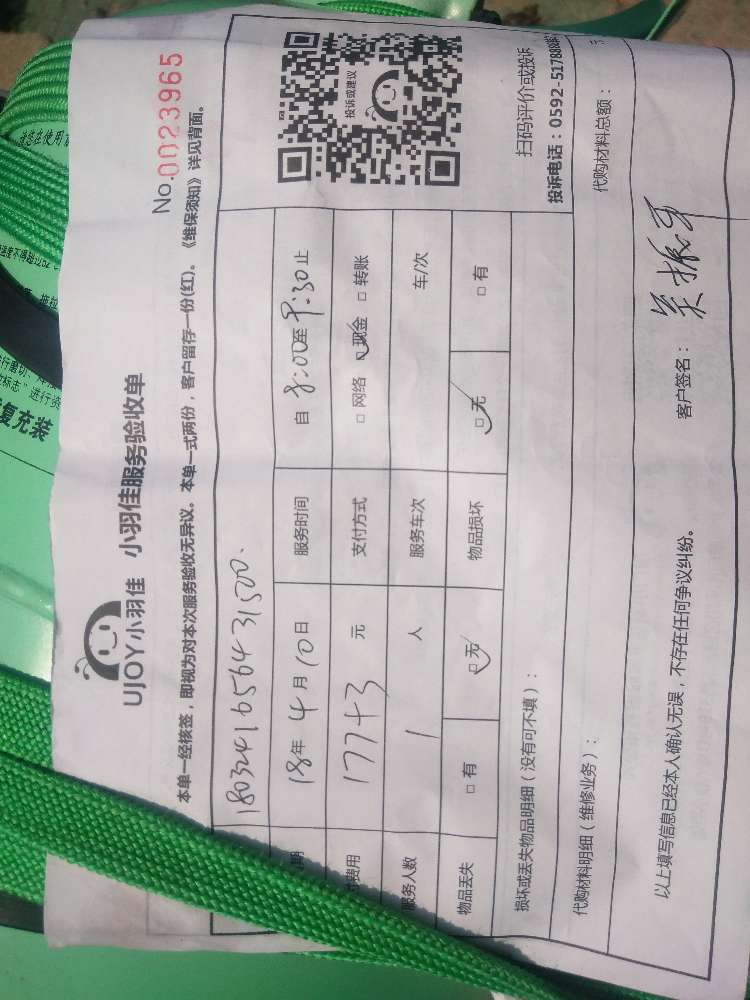 UJOY小羽佳 小羽佳服务验收单
No.0023965
本单一经核签，即视为对本次服务验收无异议。本单一式两份，客户留存一份(红)。《维保须知》详见背面。
1803241656431500.
期 18年4月10日 服务时间 自8:00至9:30止
费用 元 支付方式 □网络 □现金 □转账
服务人数 1 人 服务车次 车/次
物品丢失 □有 □无 物品损坏 □无 □有
损坏或丢失物品明细（没有可不填）：
代购材料明细（维修业务）：
代购材料总额：
以上填写信息已经本人确认无误，不存在任何争议纠纷。
客户签名：
投诉或建议
扫码评价或投诉
投诉电话：0592-517888
复充装